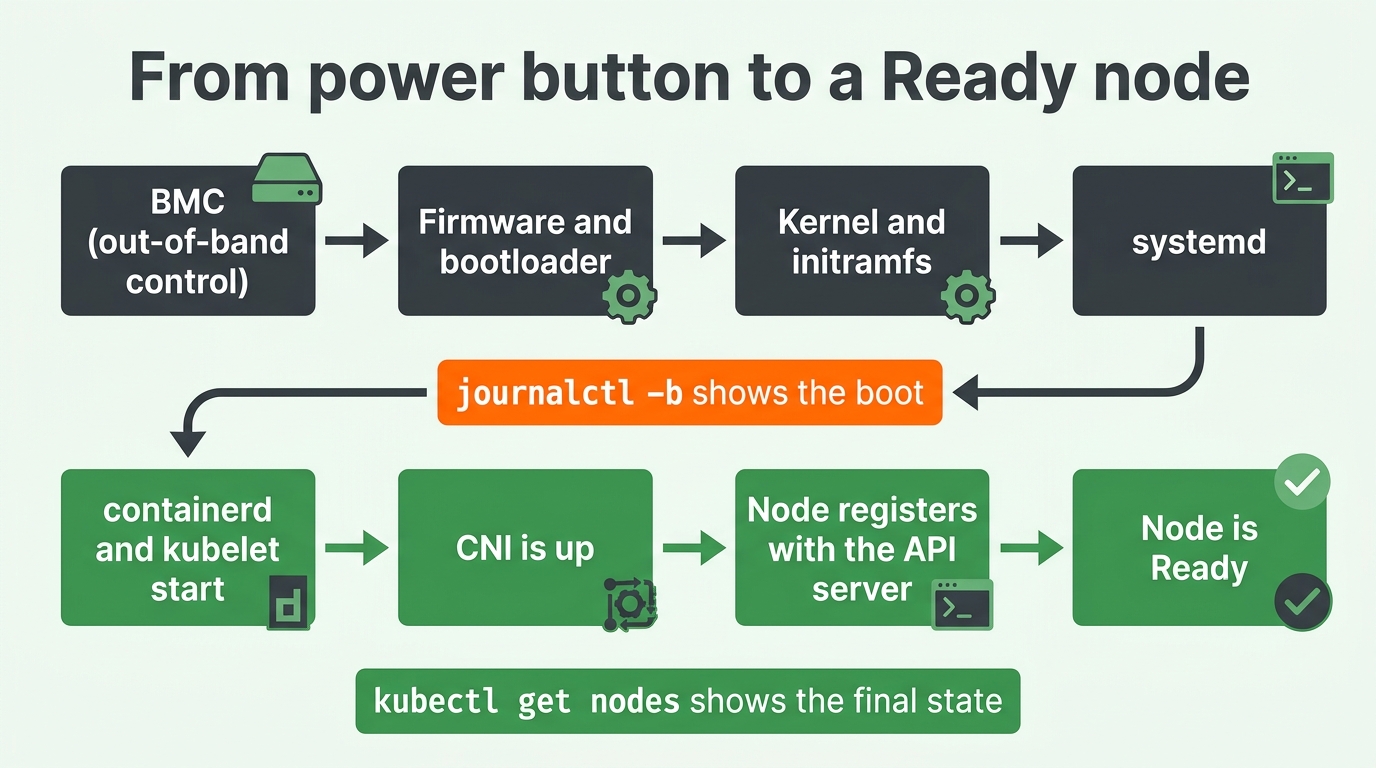 From power button to a Ready node
BMC
(out-of-band
control)
Firmware and
bootloader
Kernel and
initramfs
systemd
journalctl -b shows the boot
containerd
and kubelet
start
d
CNI is up
Node registers
with the API
server
Node is
Ready
kubectl get nodes shows the final state